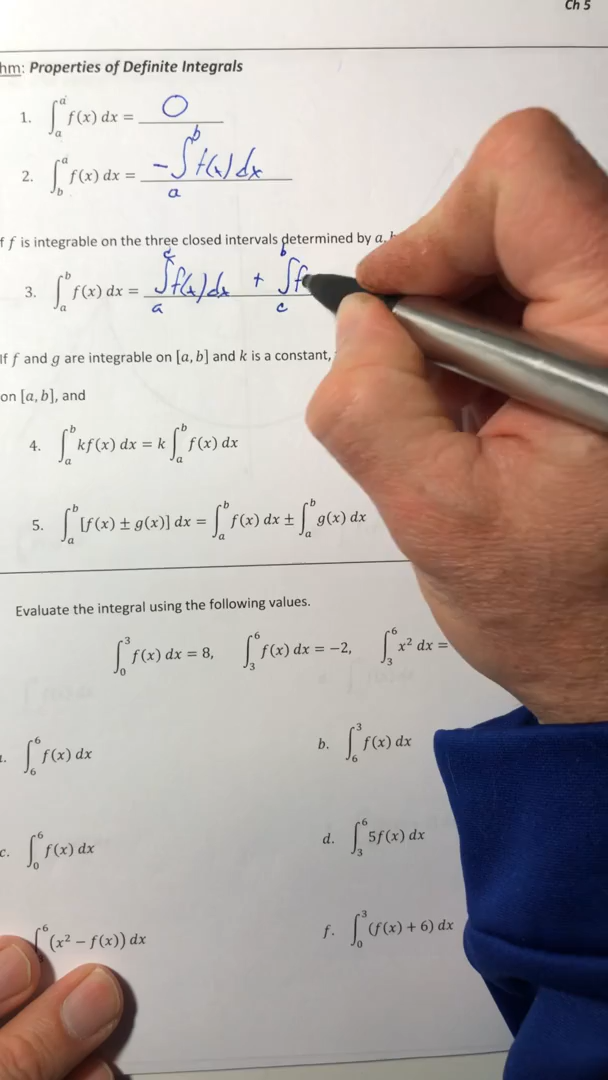 Ch 5
hm: Properties of Definite Integrals
1. ∫_a^a f(x) dx = 0
2. ∫_b^a f(x) dx = -∫_a^b f(x) dx
f f is integrable on the three closed intervals determined by a,
3. ∫_a^b f(x) dx = ∫_a^c f(x) dx + ∫_c^b f
If f and g are integrable on [a, b] and k is a constant,
on [a, b], and
4. ∫_a^b kf(x) dx = k ∫_a^b f(x) dx
5. ∫_a^b [f(x) ± g(x)] dx = ∫_a^b f(x) dx ± ∫_a^b g(x) dx
Evaluate the integral using the following values.
∫_0^3 f(x) dx = 8, ∫_3^6 f(x) dx = −2, ∫_3^6 x² dx =
∫_6^6 f(x) dx
b. ∫_6^3 f(x) dx
c. ∫_0^6 f(x) dx
d. ∫_3^6 5f(x) dx
∫^6 (x² − f(x)) dx
f. ∫_0^3 (f(x) + 6) dx